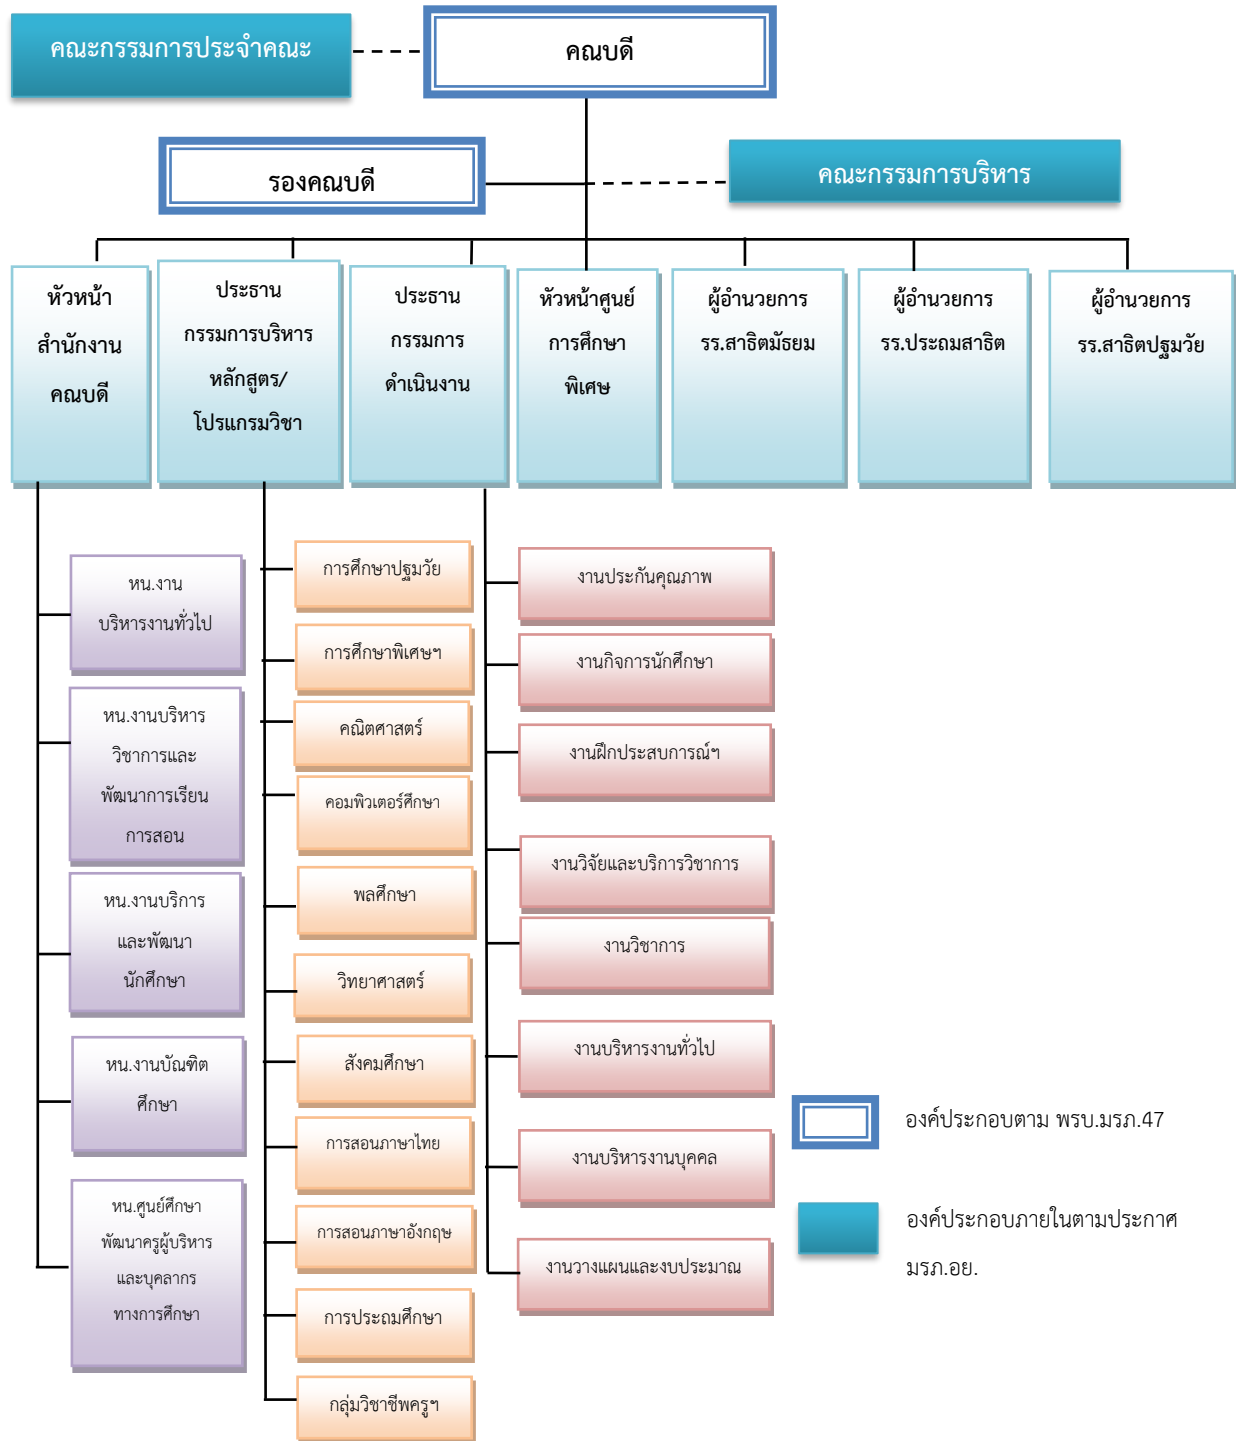 คณะกรรมการประจำคณะ
คณบดี
รองคณบดี
คณะกรรมการบริหาร
หัวหน้า
สำนักงาน
คณบดี
ประธาน
กรรมการบริหาร
หลักสูตร/
โปรแกรมวิชา
ประธาน
กรรมการ
ดำเนินงาน
หัวหน้าศูนย์
การศึกษา
พิเศษ
ผู้อำนวยการ
รร.สาธิตมัธยม
ผู้อำนวยการ
รร.ประถมสาธิต
ผู้อำนวยการ
รร.สาธิตปฐมวัย
หน.งาน
บริหารงานทั่วไป
หน.งานบริหาร
วิชาการและ
พัฒนาการเรียน
การสอน
หน.งานบริการ
และพัฒนา
นักศึกษา
หน.งานบัณฑิต
ศึกษา
หน.ศูนย์ศึกษา
พัฒนาครูผู้บริหาร
และบุคลากร
ทางการศึกษา
การศึกษาปฐมวัย
การศึกษาพิเศษฯ
คณิตศาสตร์
คอมพิวเตอร์ศึกษา
พลศึกษา
วิทยาศาสตร์
สังคมศึกษา
การสอนภาษาไทย
การสอนภาษาอังกฤษ
การประถมศึกษา
กลุ่มวิชาชีพครูฯ
งานประกันคุณภาพ
งานกิจการนักศึกษา
งานฝึกประสบการณ์ฯ
งานวิจัยและบริการวิชาการ
งานวิชาการ
งานบริหารงานทั่วไป
งานบริหารงานบุคคล
งานวางแผนและงบประมาณ
องค์ประกอบตาม พรบ.มรภ.47
องค์ประกอบภายในตามประกาศ
มรภ.อย.